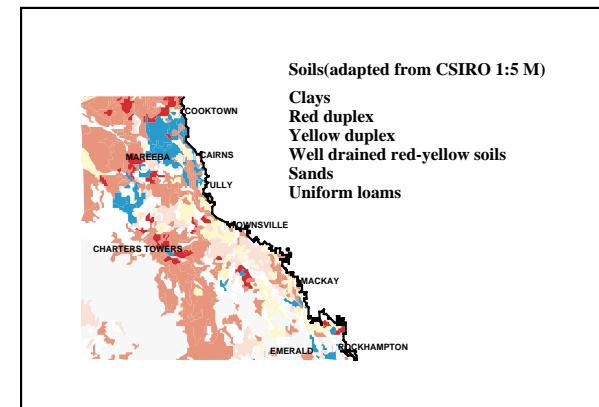 Soils(adapted from CSIRO 1:5 M)
Clays
Red duplex
Yellow duplex
Well drained red-yellow soils
Sands
Uniform loams
COOKTOWN
MAREEBA
CAIRNS
TULLY
TOWNSVILLE
CHARTERS TOWERS
MACKAY
EMERALD
ROCKHAMPTON